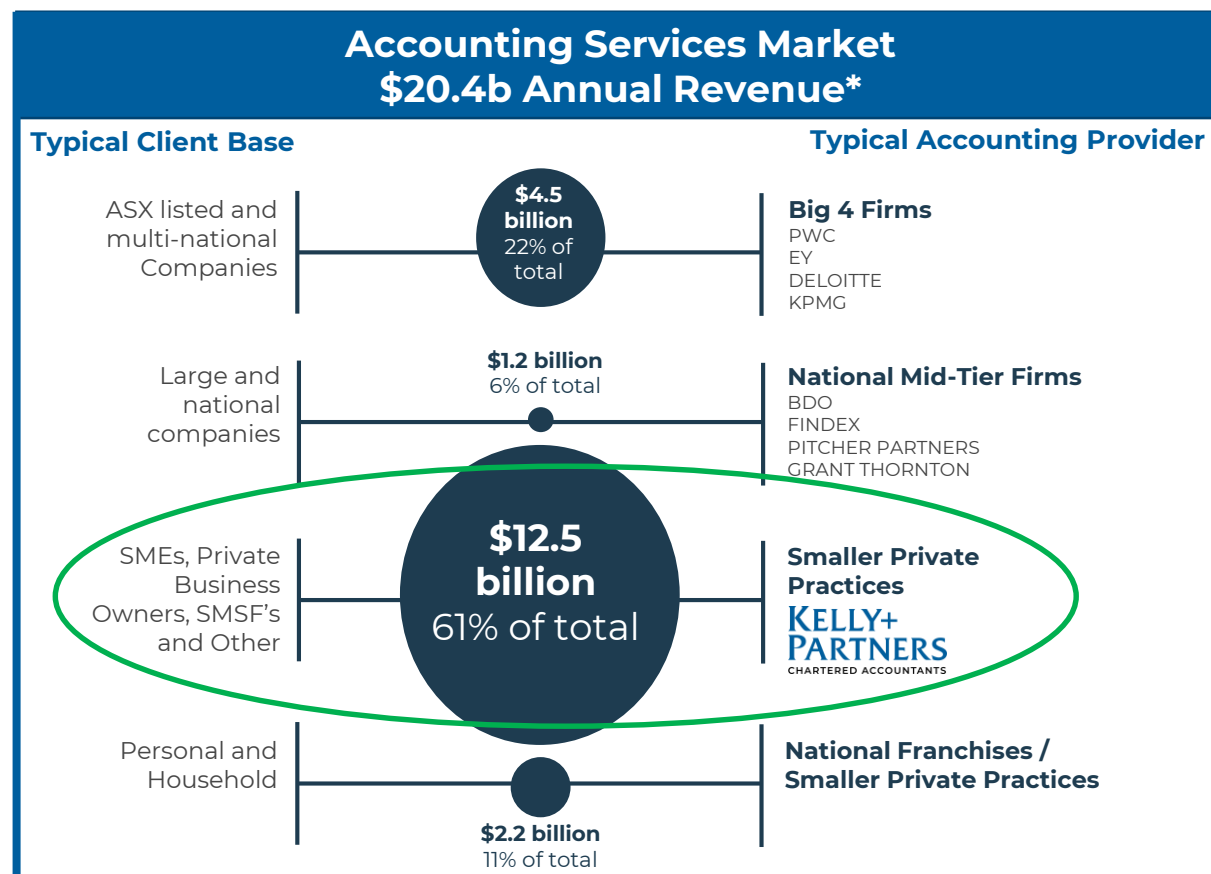 Accounting Services Market
$20.4b Annual Revenue*
Typical Client Base
Typical Accounting Provider
ASX listed and
multi-national
Companies
$4.5
billion
22% of
total
Big 4 Firms
PWC
EY
DELOITTE
KPMG
Large and
national
companies
$1.2 billion
6% of total
National Mid-Tier Firms
BDO
FINDEX
PITCHER PARTNERS
GRANT THORNTON
SMEs, Private
Business
Owners, SMSF's
and Other
$12.5
billion
61% of total
Smaller Private
Practices
KELLY+
PARTNERS
CHARTERED ACCOUNTANTS
Personal and
Household
$2.2 billion
11% of total
National Franchises /
Smaller Private Practices